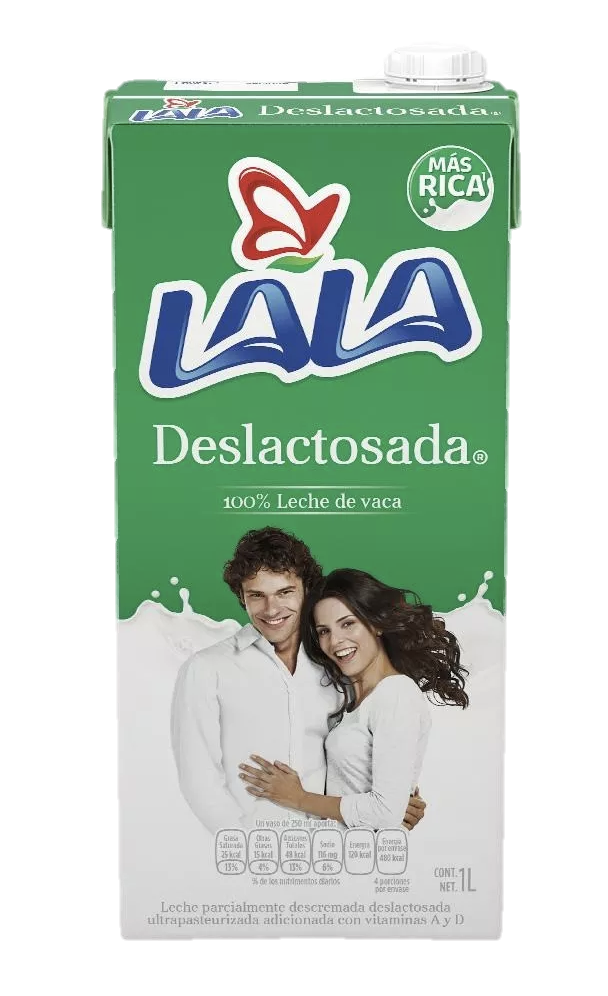 LALA Deslactosada
MÁS
RICA
LALA
Deslactosada®
100% Leche de vaca
Un vaso de 250 ml aporta:
Grasa Saturada 25 kcal 13%
Otras Grasas 15 kcal 4%
Azúcares Totales 48 kcal 13%
Sodio 116 mg 6%
Energía 120 kcal
Energía por envase 480 kcal
% de los nutrimentos diarios
4 porciones por envase
CONT. NET. 1L
Leche parcialmente descremada deslactosada
ultrapasteurizada adicionada con vitaminas A y D